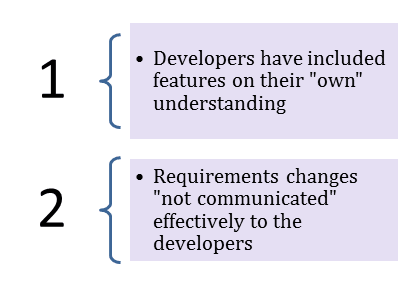 1
• Developers have included
features on their "own"
understanding
2
• Requirements changes
"not communicated"
effectively to the
developers